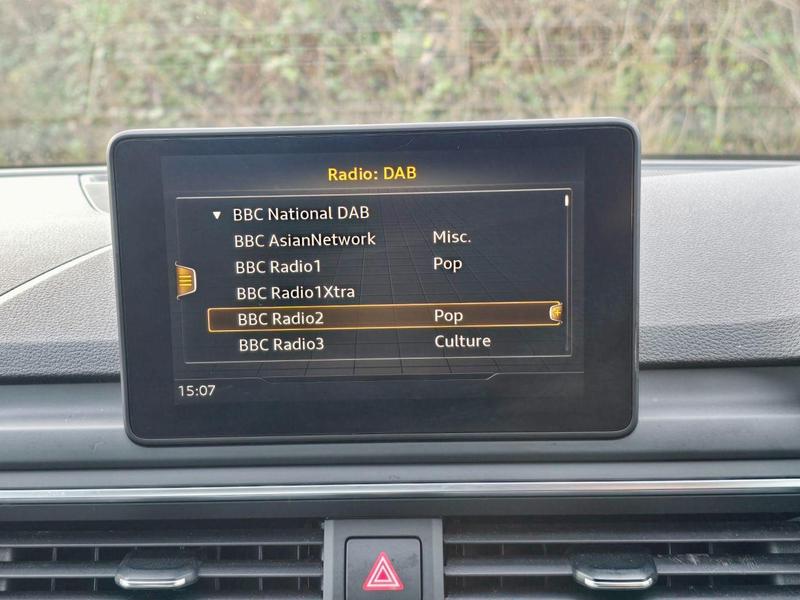 Radio: DAB
BBC National DAB
BBC AsianNetwork Misc.
BBC Radio1 Pop
BBC Radio1Xtra
BBC Radio2 Pop
BBC Radio3 Culture
15:07